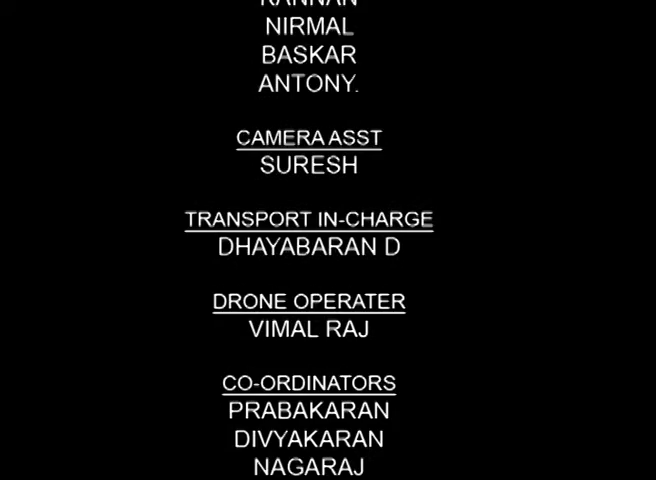 KANNAN
NIRMAL
BASKAR
ANTONY.
CAMERA ASST
SURESH
TRANSPORT IN-CHARGE
DHAYABARAN D
DRONE OPERATER
VIMAL RAJ
CO-ORDINATORS
PRABAKARAN
DIVYAKARAN
NAGARAJ